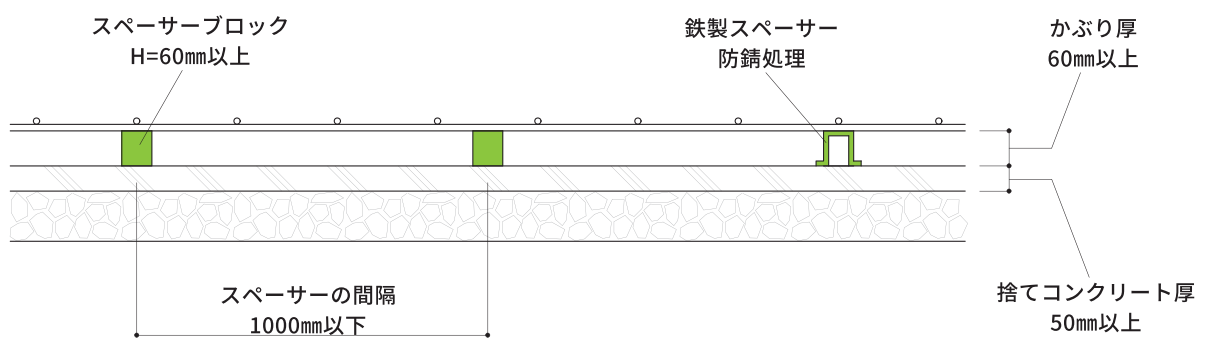 スペーサーブロック
H=60㎜以上
鉄製スペーサー
防錆処理
かぶり厚
60㎜以上
スペーサーの間隔
1000㎜以下
捨てコンクリート厚
50㎜以上